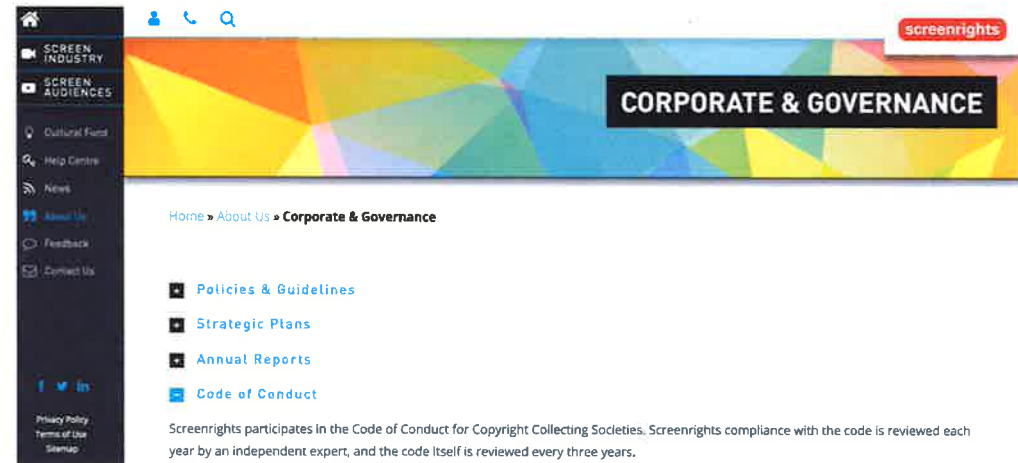 screenrights
SCREEN
INDUSTRY
SCREEN
AUDIENCES
Cultural Fund
Help Centre
News
About Us
Feedback
Contact Us
f in
Privacy Policy
Terms of Use
Sitemap
CORPORATE & GOVERNANCE
Home » About Us » Corporate & Governance
Policies & Guidelines
Strategic Plans
Annual Reports
Code of Conduct
Screenrights participates in the Code of Conduct for Copyright Collecting Societies. Screenrights compliance with the code is reviewed each
year by an independent expert, and the code itself is reviewed every three years.